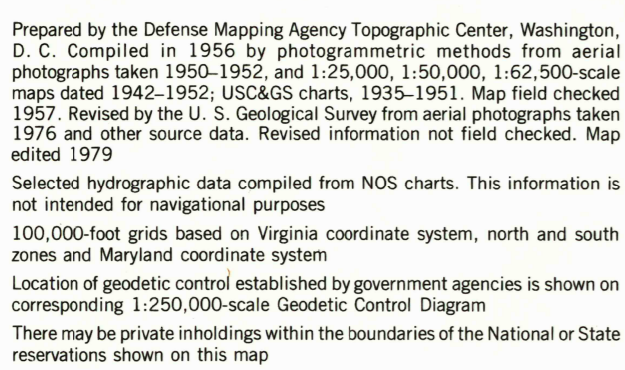 Prepared by the Defense Mapping Agency Topographic Center, Washington,
D. C. Compiled in 1956 by photogrammetric methods from aerial
photographs taken 1950–1952, and 1:25,000, 1:50,000, 1:62,500-scale
maps dated 1942–1952; USC&GS charts, 1935–1951. Map field checked
1957. Revised by the U. S. Geological Survey from aerial photographs taken
1976 and other source data. Revised information not field checked. Map
edited 1979
Selected hydrographic data compiled from NOS charts. This information is
not intended for navigational purposes
100,000-foot grids based on Virginia coordinate system, north and south
zones and Maryland coordinate system
Location of geodetic control established by government agencies is shown on
corresponding 1:250,000-scale Geodetic Control Diagram
There may be private inholdings within the boundaries of the National or State
reservations shown on this map